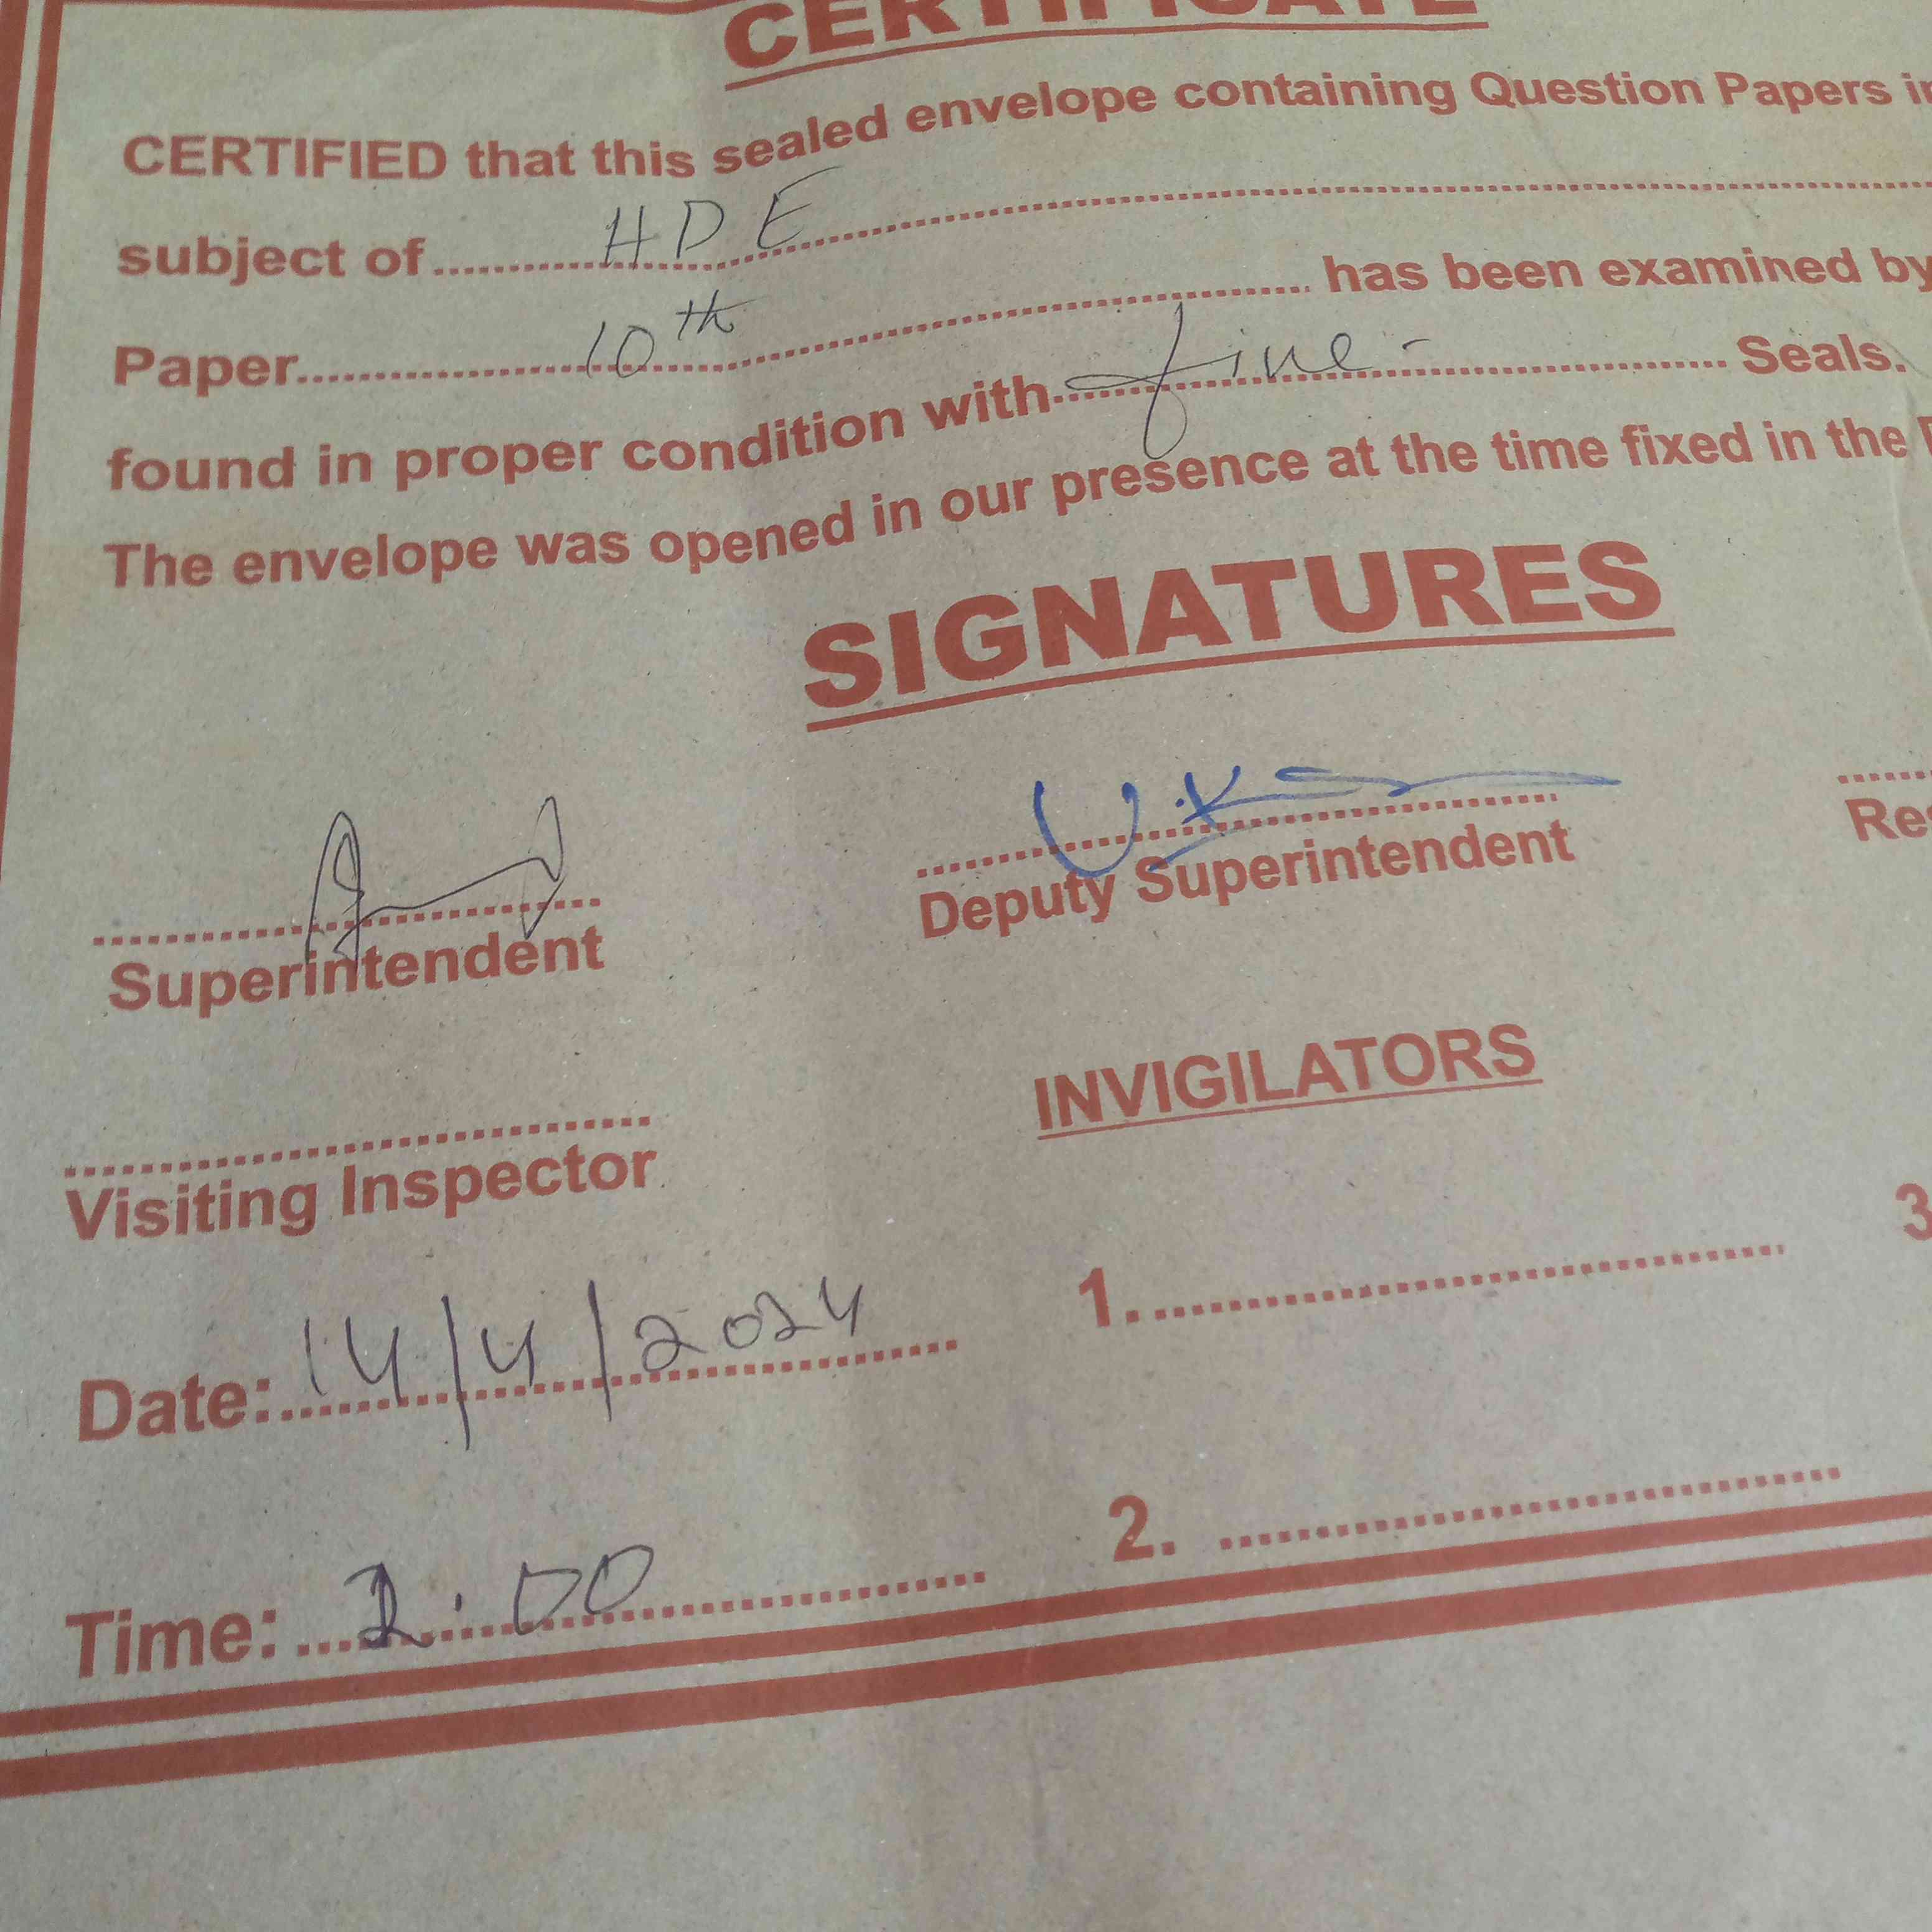 CERTIFICATE
CERTIFIED that this sealed envelope containing Question Papers in
subject of HDE
Paper 10th has been examined by
found in proper condition with fine Seals.
The envelope was opened in our presence at the time fixed in the
SIGNATURES
Superintendent
Deputy Superintendent
Res
Visiting Inspector
INVIGILATORS
1.
3
Date: 14/4/2024
2.
Time: 2:00